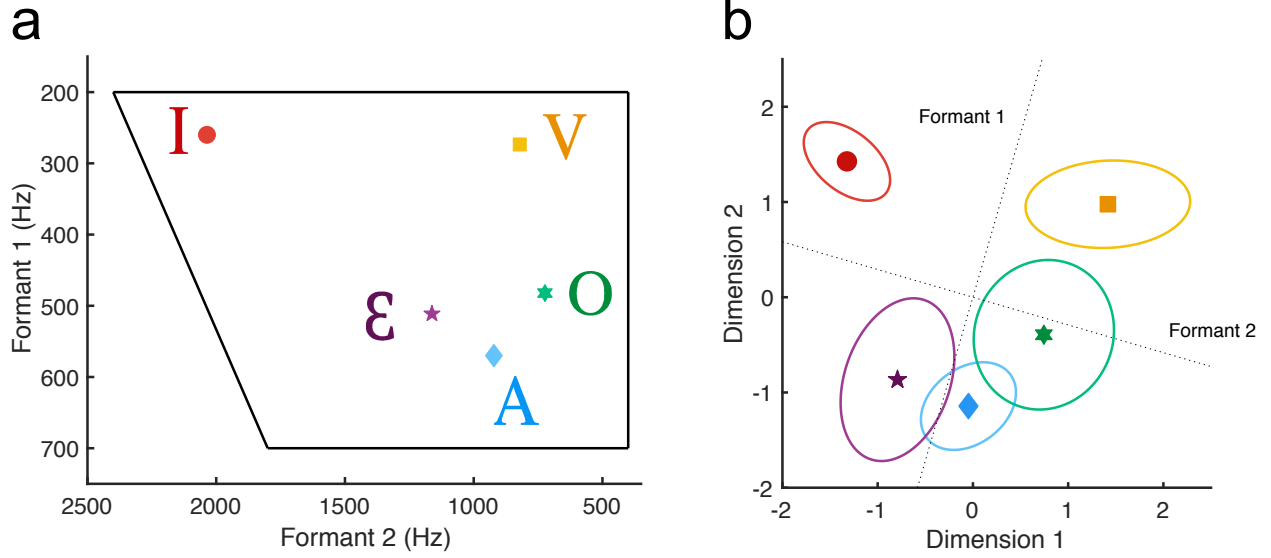 a
200
300
400
500
600
700
Formant 1 (Hz)
2500
2000
1500
1000
500
Formant 2 (Hz)
I
V
Ɛ
O
A
b
2
1
0
-1
-2
Dimension 2
-2
-1
0
1
2
Dimension 1
Formant 1
Formant 2